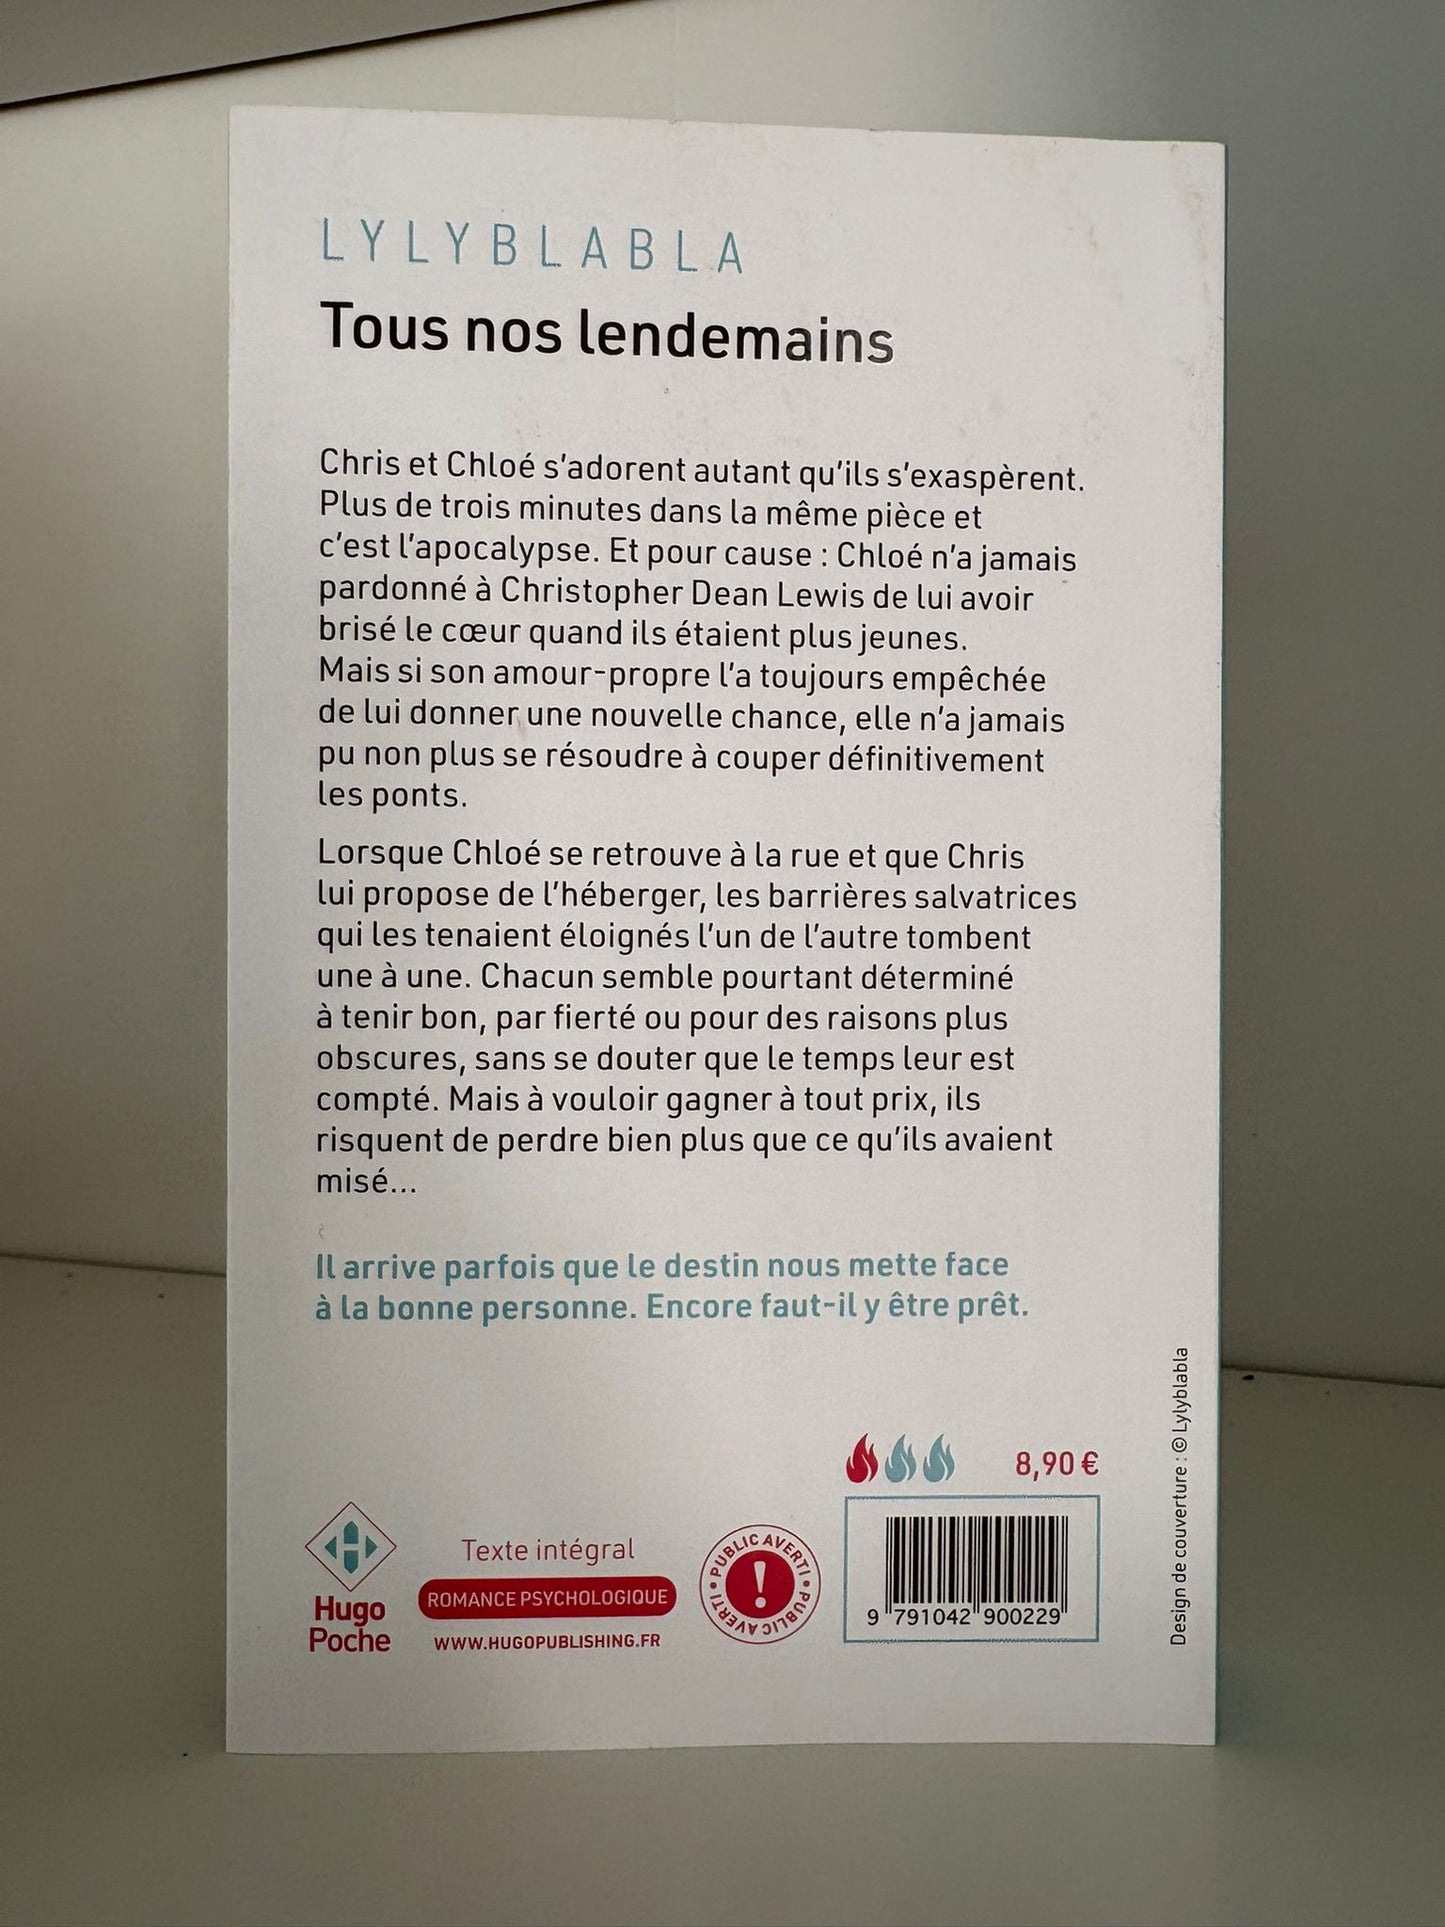 LYLYBLABLA
Tous nos lendemains
Chris et Chloé s'adorent autant qu'ils s'exaspèrent.
Plus de trois minutes dans la même pièce et
c'est l'apocalypse. Et pour cause : Chloé n'a jamais
pardonné à Christopher Dean Lewis de lui avoir
brisé le cœur quand ils étaient plus jeunes.
Mais si son amour-propre l'a toujours empêchée
de lui donner une nouvelle chance, elle n'a jamais
pu non plus se résoudre à couper définitivement
les ponts.
Lorsque Chloé se retrouve à la rue et que Chris
lui propose de l'héberger, les barrières salvatrices
qui les tenaient éloignés l'un de l'autre tombent
une à une. Chacun semble pourtant déterminé
à tenir bon, par fierté ou pour des raisons plus
obscures, sans se douter que le temps leur est
compté. Mais à vouloir gagner à tout prix, ils
risquent de perdre bien plus que ce qu'ils avaient
misé...
Il arrive parfois que le destin nous mette face
à la bonne personne. Encore faut-il y être prêt.
8,90 €
Hugo
Poche
Texte intégral
ROMANCE PSYCHOLOGIQUE
WWW.HUGOPUBLISHING.FR
PUBLIC AVERTI • PUBLIC AVERTI •
!
9 791042 900229
Design de couverture : © Lylyblabla